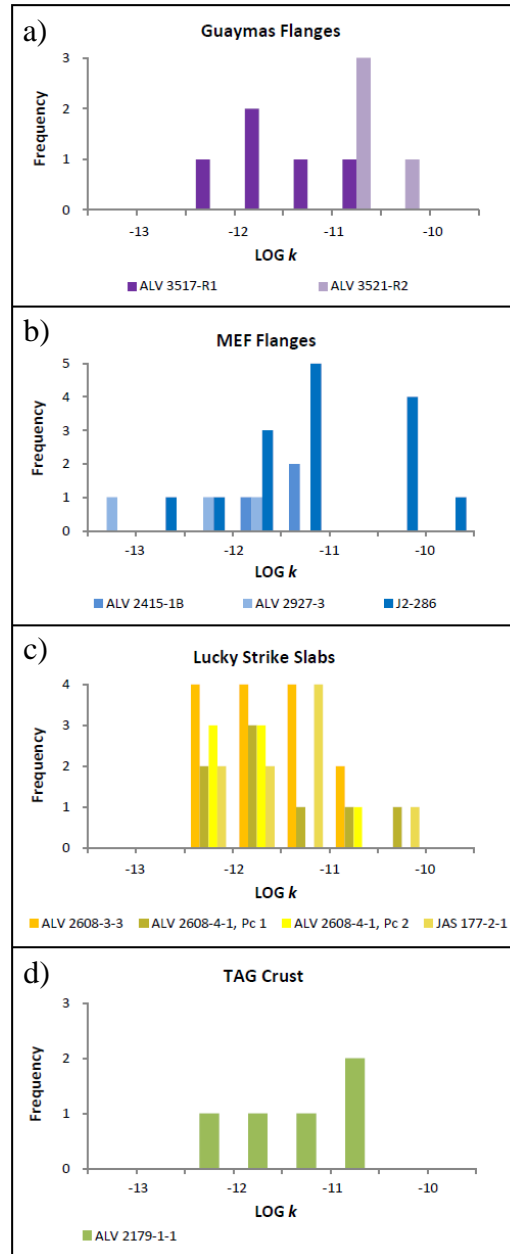 a)
Guaymas Flanges
3
2
1
0
Frequency
-13 -12 -11 -10
LOG k
ALV 3517-R1 ALV 3521-R2
b)
MEF Flanges
5
4
3
2
1
0
Frequency
-13 -12 -11 -10
LOG k
ALV 2415-1B ALV 2927-3 J2-286
c)
Lucky Strike Slabs
4
3
2
1
0
Frequency
-13 -12 -11 -10
LOG k
ALV 2608-3-3 ALV 2608-4-1, Pc 1 ALV 2608-4-1, Pc 2 JAS 177-2-1
d)
TAG Crust
3
2
1
0
Frequency
-13 -12 -11 -10
LOG k
ALV 2179-1-1